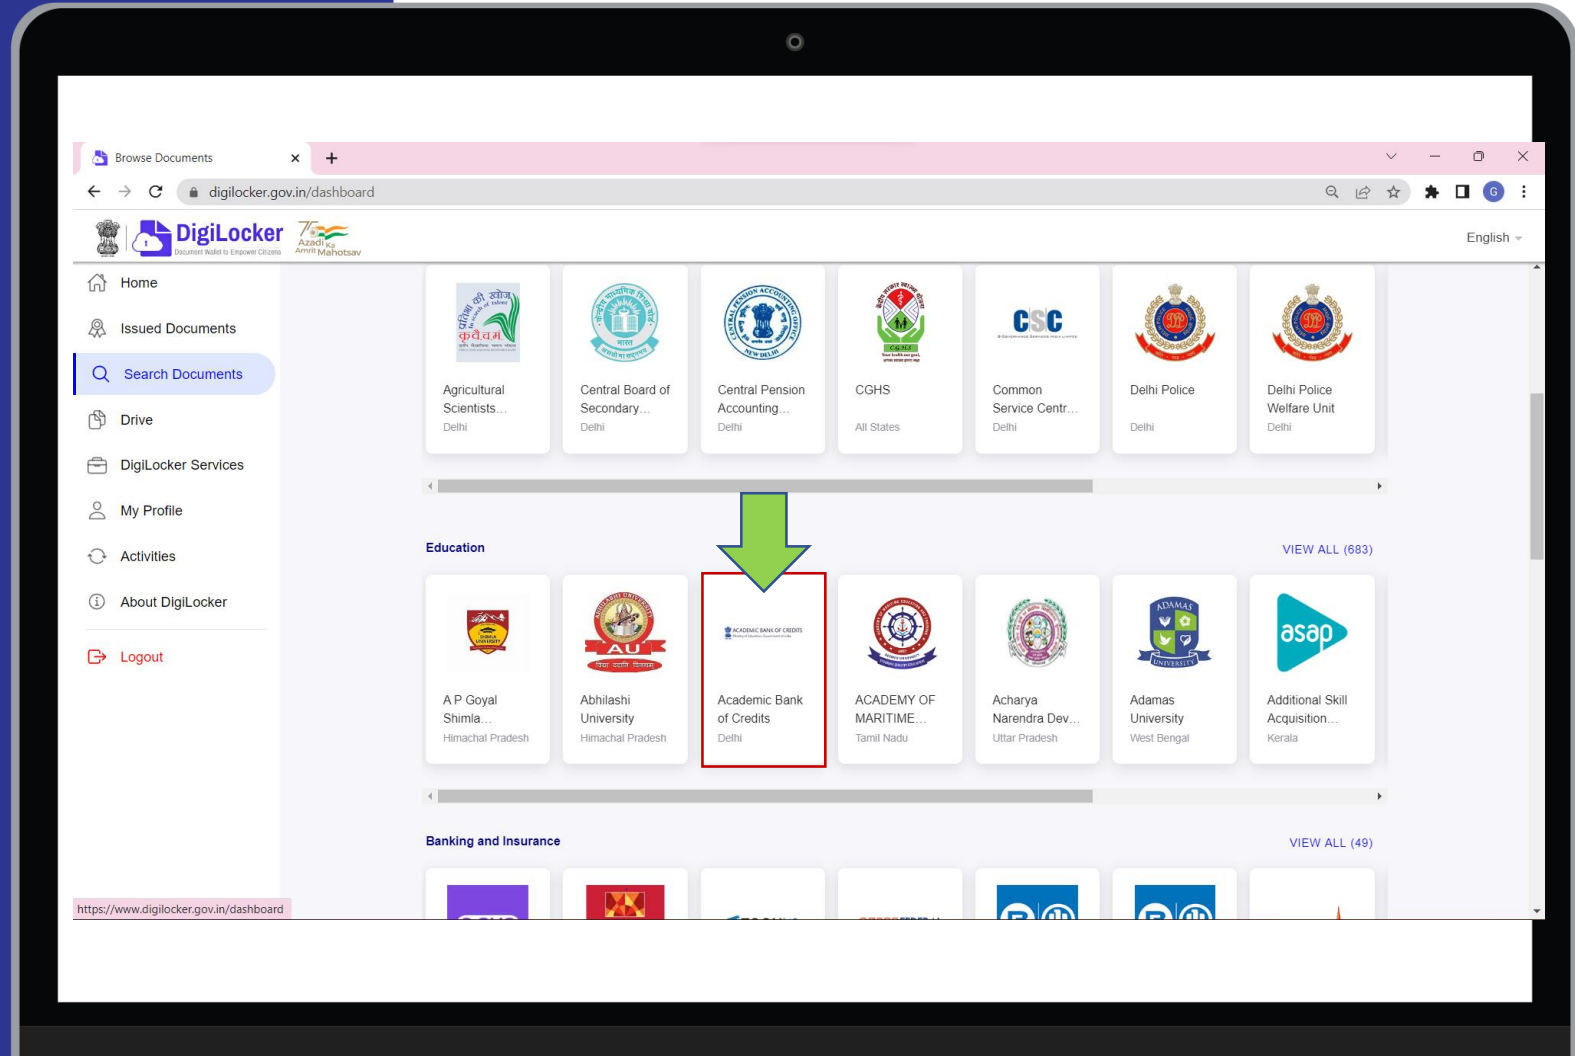 Browse Documents
digilocker.gov.in/dashboard
G
DigiLocker
Document Wallet to Empower Citizens
Azadi Ka
Amrit Mahotsav
English
Home
Issued Documents
Search Documents
Drive
DigiLocker Services
My Profile
Activities
About DigiLocker
Logout
CSC
Agricultural
Scientists...
Delhi
Central Board of
Secondary...
Delhi
Central Pension
Accounting...
Delhi
CGHS
All States
Common
Service Centr...
Delhi
Delhi Police
Delhi
Delhi Police
Welfare Unit
Delhi
Education
VIEW ALL (683)
AU
ACADEMIC BANK OF CREDITS
ADAMAS
UNIVERSITY
asap
A P Goyal
Shimla...
Himachal Pradesh
Abhilashi
University
Himachal Pradesh
Academic Bank
of Credits
Delhi
ACADEMY OF
MARITIME...
Tamil Nadu
Acharya
Narendra Dev...
Uttar Pradesh
Adamas
University
West Bengal
Additional Skill
Acquisition...
Kerala
Banking and Insurance
VIEW ALL (49)
https://www.digilocker.gov.in/dashboard